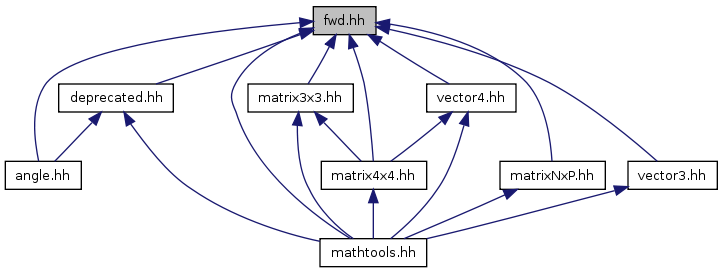 fwd.hh
deprecated.hh
matrix3x3.hh
vector4.hh
angle.hh
matrix4x4.hh
matrixNxP.hh
vector3.hh
mathtools.hh